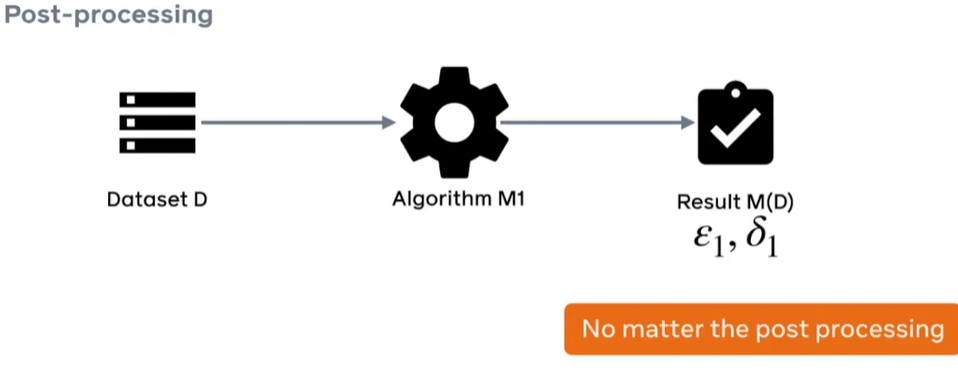 Post-processing
Dataset D
Algorithm M1
Result M(D)
ε₁, δ₁
No matter the post processing